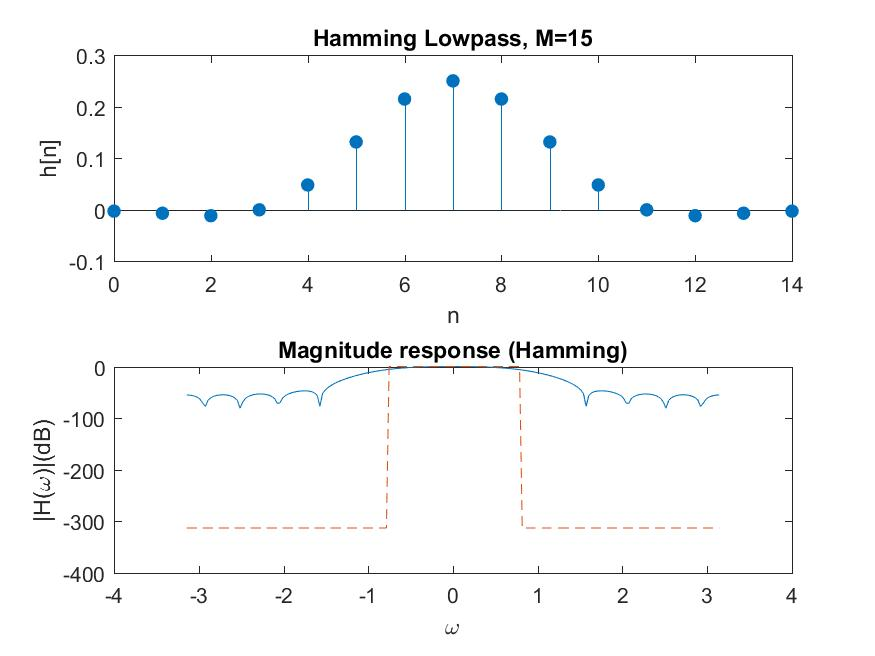 Hamming Lowpass, M=15
0.3
0.2
0.1
0
-0.1
h[n]
0 2 4 6 8 10 12 14
n
Magnitude response (Hamming)
0
-100
-200
-300
-400
|H(ω)|(dB)
-4 -3 -2 -1 0 1 2 3 4
ω